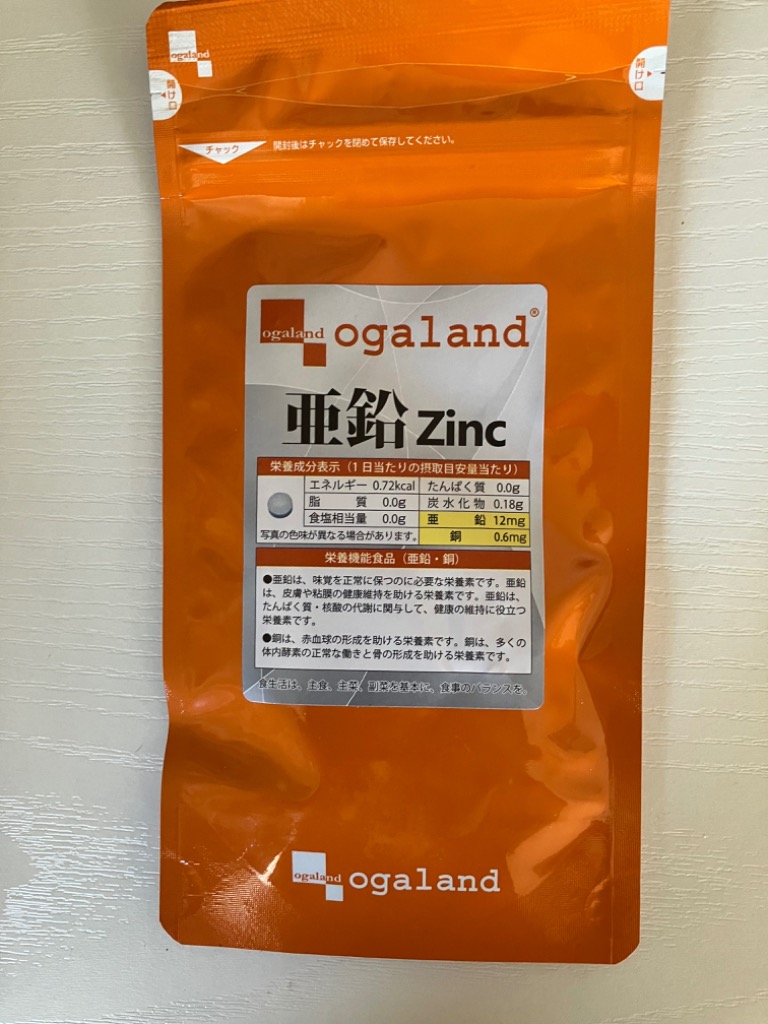 ogaland
開け口
開け口
チャック
開封後はチャックを閉めて保存してください。
ogaland ogaland®
亜鉛 Zinc
栄養成分表示（1日当たりの摂取目安量当たり）
エネルギー 0.72kcal たんぱく質 0.0g
脂質 0.0g 炭水化物 0.18g
食塩相当量 0.0g 亜鉛 12mg
写真の色味が異なる場合があります。 銅 0.6mg
栄養機能食品（亜鉛・銅）
●亜鉛は、味覚を正常に保つのに必要な栄養素です。亜鉛
は、皮膚や粘膜の健康維持を助ける栄養素です。亜鉛は、
たんぱく質・核酸の代謝に関与して、健康の維持に役立つ
栄養素です。
●銅は、赤血球の形成を助ける栄養素です。銅は、多くの
体内酵素の正常な働きと骨の形成を助ける栄養素です。
食生活は、主食、主菜、副菜を基本に、食事のバランスを。
ogaland ogaland